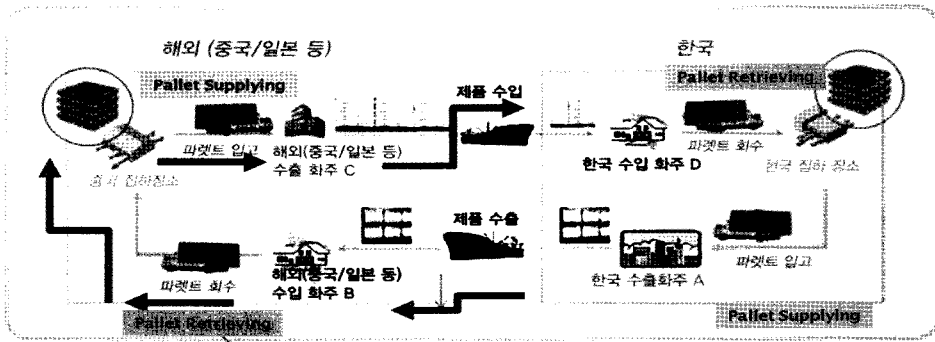 해외 (중국/일본 등)
한국
Pallet Supplying
Pallet Retrieving
제품 수입
파렛트 입고
해외(중국/일본 등)
수출 화주 C
한국 수입 화주 D
파렛트 회수
한국 집하 장소
집하장소
제품 수출
파렛트 회수
해외(중국/일본 등)
수입 화주 B
한국 수출화주 A
파렛트 입고
Pallet Retrieving
Pallet Supplying